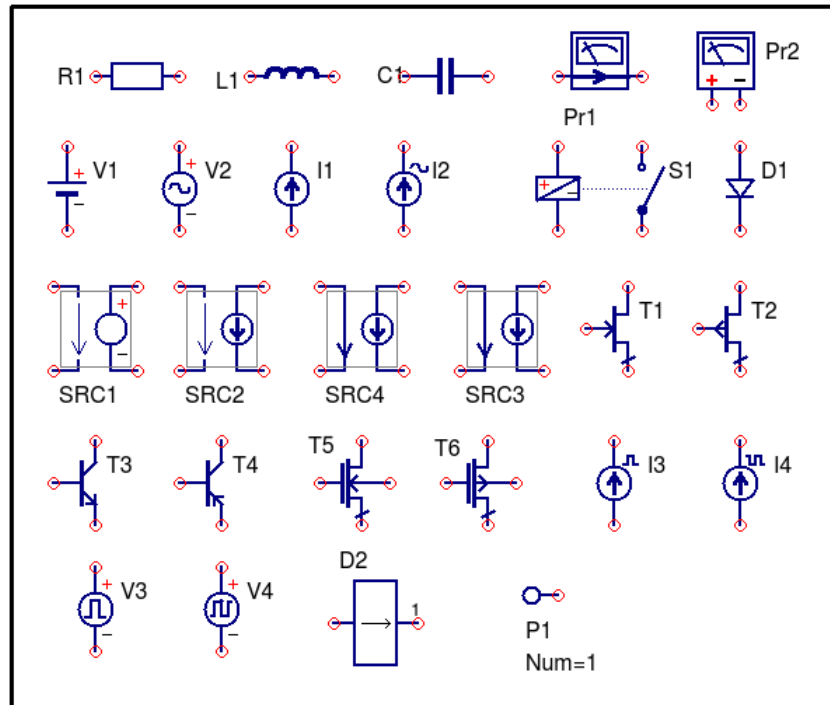 R1
L1
C1
Pr1
+ −
Pr2
+
V1
−
+
V2
−
I1
I2
+
−
S1
D1
+
−
SRC1
SRC2
SRC4
SRC3
T1
T2
T3
T4
T5
T6
I3
I4
+
V3
−
+
V4
−
D2
1
P1
Num=1